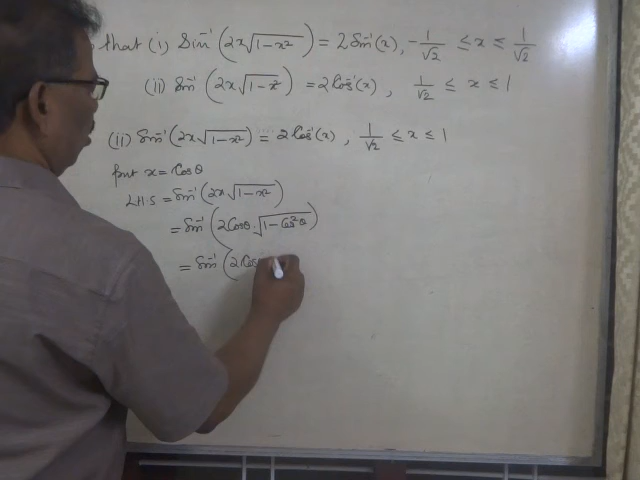 that (i) Sin⁻¹(2x√(1-x²)) = 2Sin⁻¹(x), -1/√2 ≤ x ≤ 1/√2
(ii) Sin⁻¹(2x√(1-x²)) = 2Cos⁻¹(x), 1/√2 ≤ x ≤ 1
(ii) Sin⁻¹(2x√(1-x²)) = 2Cos⁻¹(x), 1/√2 ≤ x ≤ 1
put x = Cosθ
L.H.S = Sin⁻¹(2x√(1-x²))
= Sin⁻¹(2Cosθ.√(1-Cos²θ))
= Sin⁻¹(2Cos